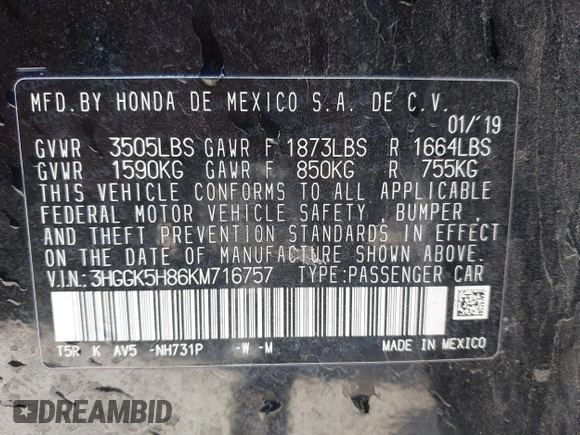 MFD. BY HONDA DE MEXICO S.A. DE C.V.
01/'19
GVWR 3505LBS GAWR F 1873LBS R 1664LBS
GVWR 1590KG GAWR F 850KG R 755KG
THIS VEHICLE CONFORMS TO ALL APPLICABLE
FEDERAL MOTOR VEHICLE SAFETY , BUMPER ,
AND THEFT PREVENTION STANDARDS IN EFFECT
ON THE DATE OF MANUFACTURE SHOWN ABOVE.
V.I.N.:3HGGK5H86KM716757 TYPE:PASSENGER CAR
T5R K AV5 -NH731P -W -M MADE IN MEXICO
DREAMBID